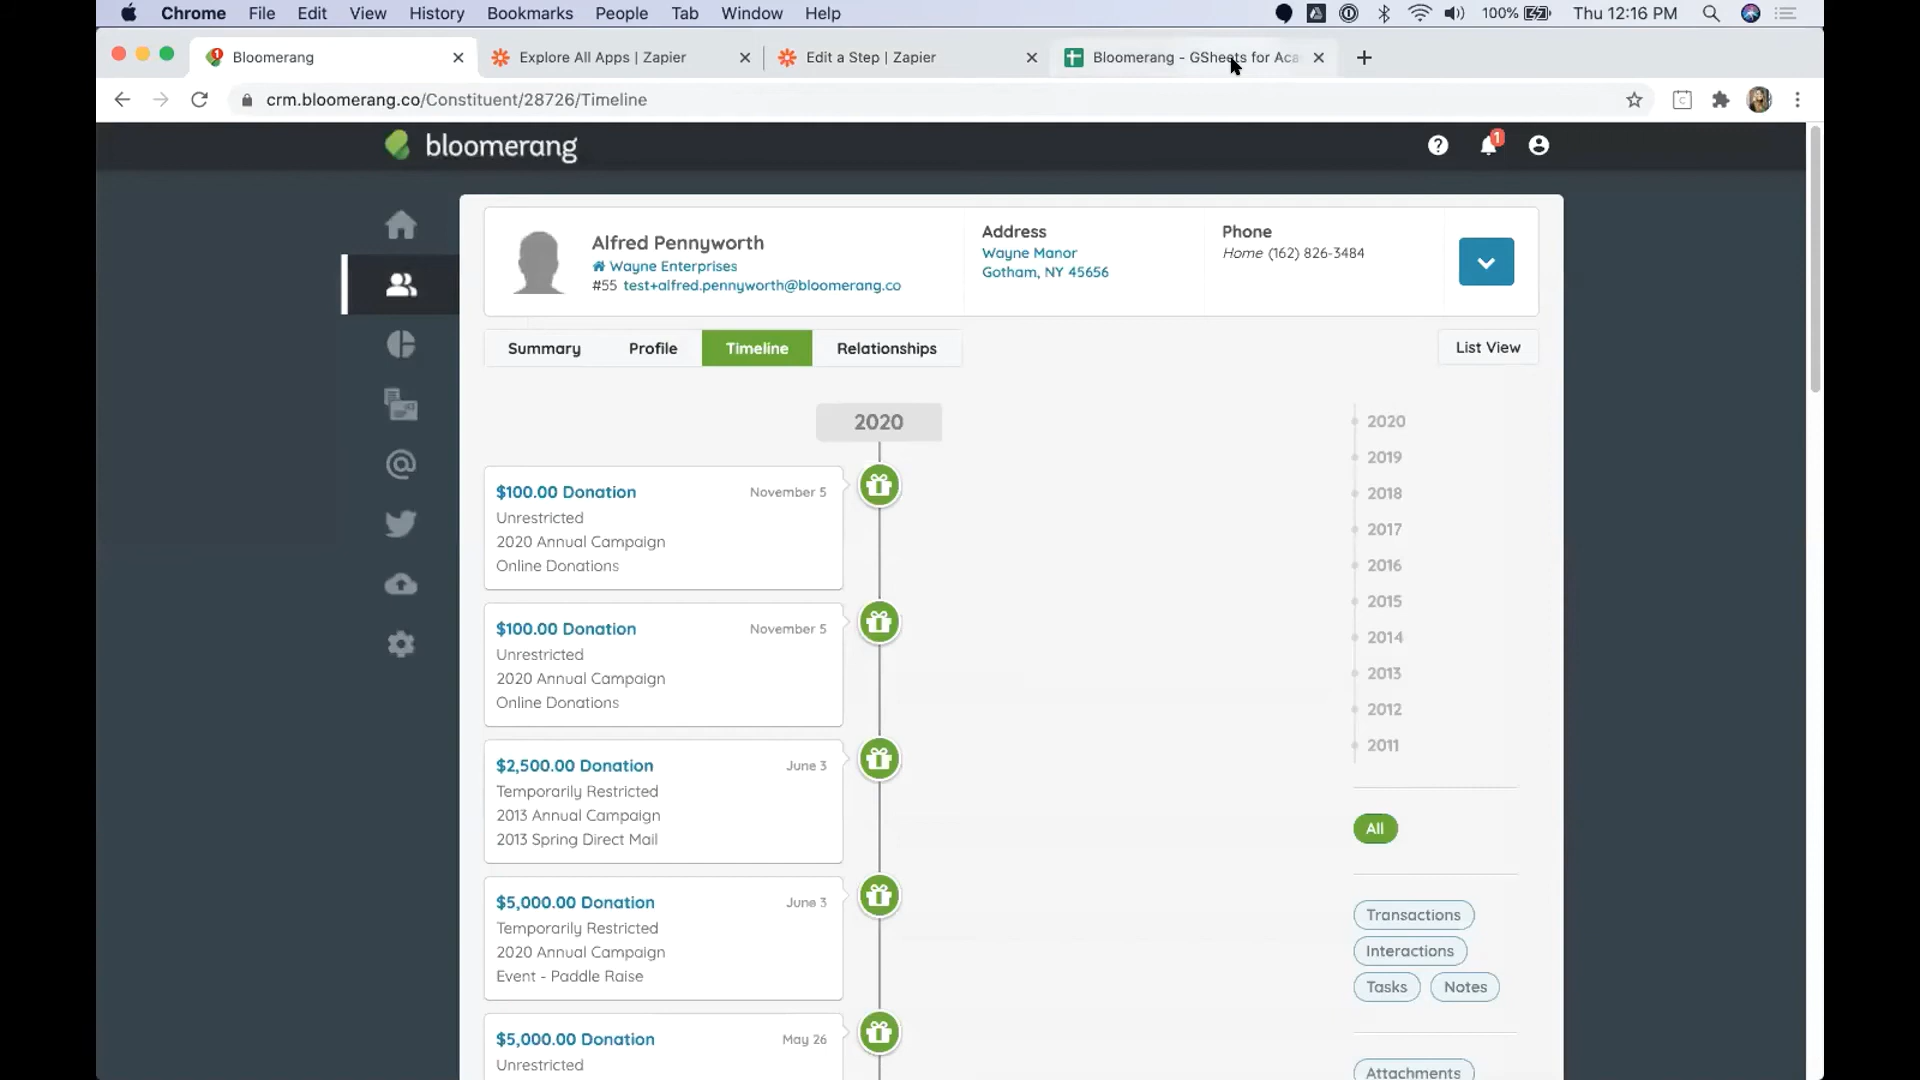 Chrome File Edit View History Bookmarks People Tab Window Help 100% Thu 12:16 PM
1 Bloomerang Explore All Apps | Zapier Edit a Step | Zapier Bloomerang - GSheets for Aca
crm.bloomerang.co/Constituent/28726/Timeline
bloomerang
? 1
Alfred Pennyworth
Wayne Enterprises
#55 test+alfred.pennyworth@bloomerang.co
Address
Wayne Manor
Gotham, NY 45656
Phone
Home (162) 826-3484
Summary Profile Timeline Relationships
List View
2020
$100.00 Donation November 5
Unrestricted
2020 Annual Campaign
Online Donations
$100.00 Donation November 5
Unrestricted
2020 Annual Campaign
Online Donations
$2,500.00 Donation June 3
Temporarily Restricted
2013 Annual Campaign
2013 Spring Direct Mail
$5,000.00 Donation June 3
Temporarily Restricted
2020 Annual Campaign
Event - Paddle Raise
$5,000.00 Donation May 26
Unrestricted
2020
2019
2018
2017
2016
2015
2014
2013
2012
2011
All
Transactions
Interactions
Tasks Notes
Attachments